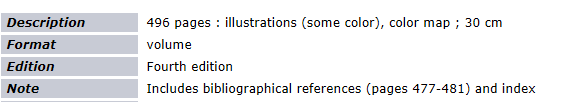 Description 496 pages : illustrations (some color), color map ; 30 cm
Format volume
Edition Fourth edition
Note Includes bibliographical references (pages 477-481) and index